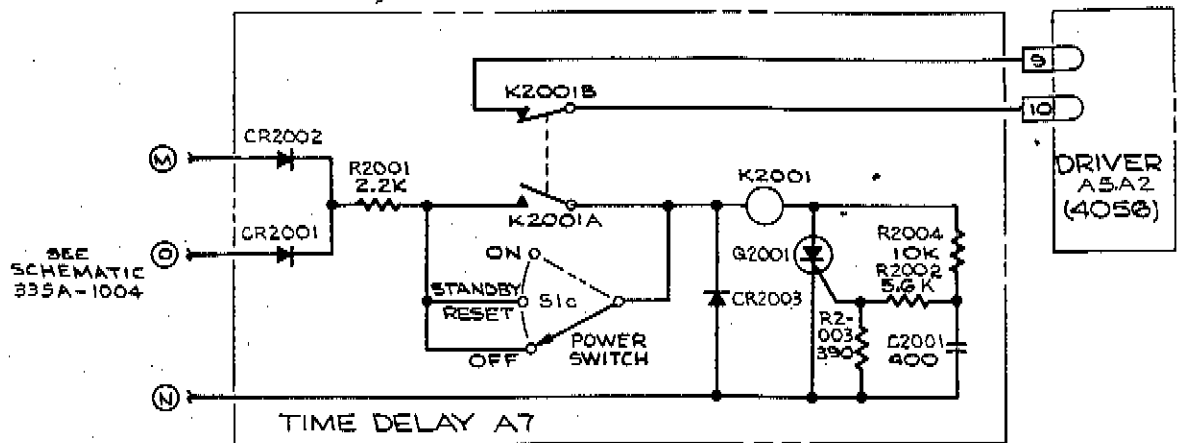 9
K2001B
10
CR2002
M
R2001
2.2K
K2001
DRIVER
A5A2
(4056)
K2001A
CR2001
O
SEE
SCHEMATIC
335A-1004
ON
STANDBY
RESET
S1c
OFF
POWER
SWITCH
CR2003
Q2001
R2004
10K
R2002
5.6K
R2-
003
390
C2001
400
N
TIME DELAY A7